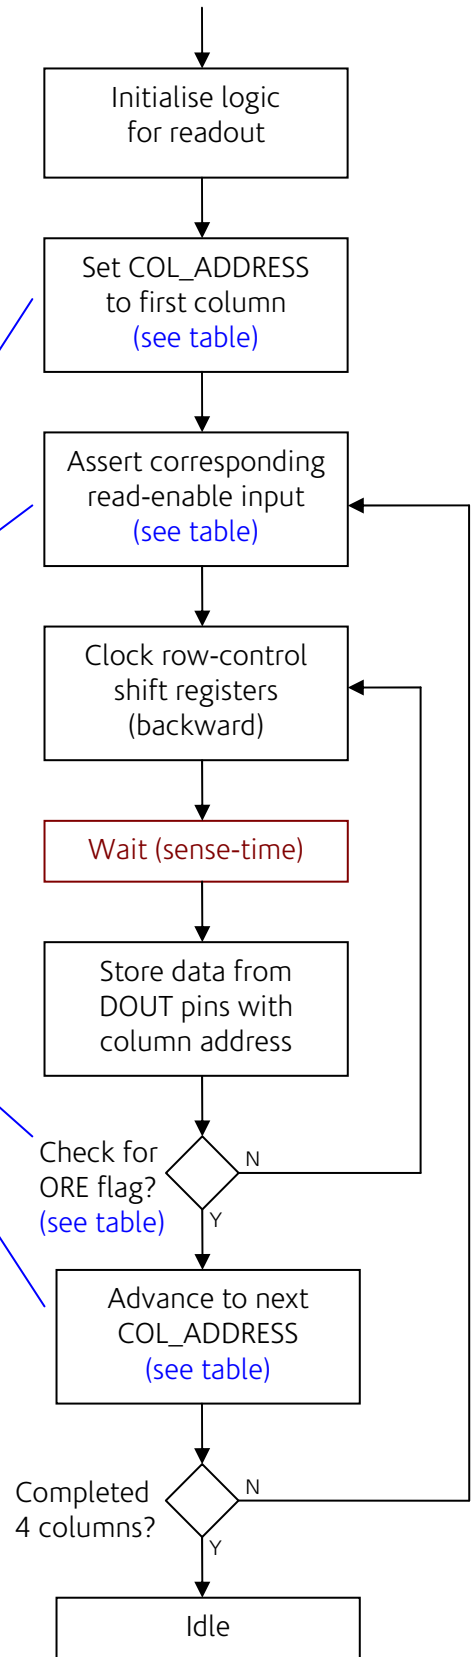 Initialise logic
for readout
Set COL_ADDRESS
to first column
(see table)
Assert corresponding
read-enable input
(see table)
Clock row-control
shift registers
(backward)
Wait (sense-time)
Store data from
DOUT pins with
column address
Check for
ORE flag?
(see table)
N
Y
Advance to next
COL_ADDRESS
(see table)
Completed
4 columns?
N
Y
Idle